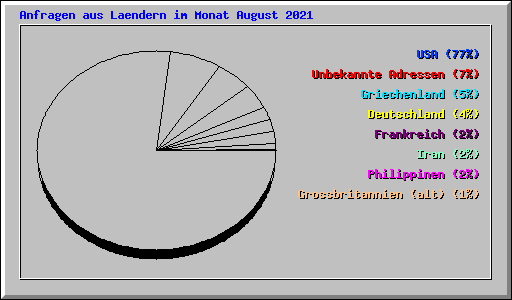 Anfragen aus Laendern im Monat August 2021
USA (77%)
Unbekannte Adressen (7%)
Griechenland (5%)
Deutschland (4%)
Frankreich (2%)
Iran (2%)
Philippinen (2%)
Grossbritannien (alt) (1%)